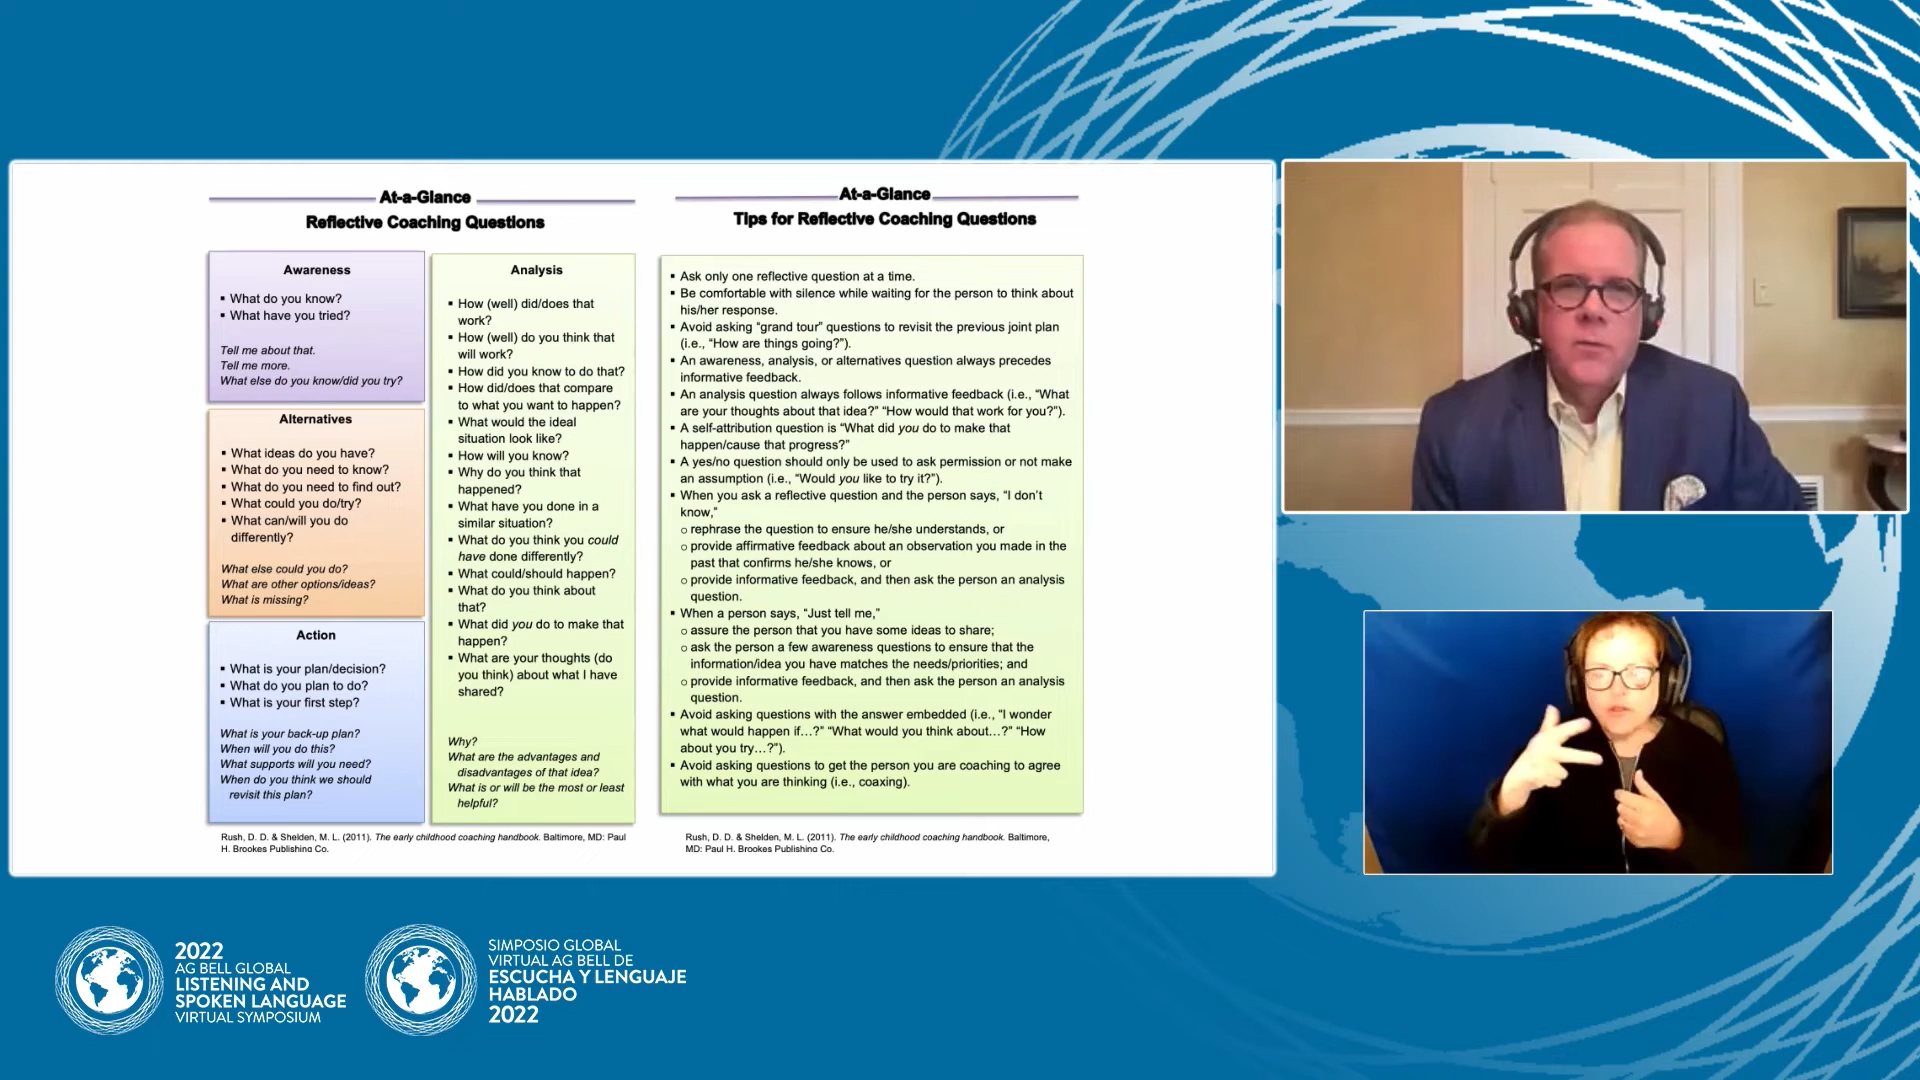 At-a-Glance
Reflective Coaching Questions
Awareness
▪ What do you know?
▪ What have you tried?
Tell me about that.
Tell me more.
What else do you know/did you try?
Alternatives
▪ What ideas do you have?
▪ What do you need to know?
▪ What do you need to find out?
▪ What could you do/try?
▪ What can/will you do
differently?
What else could you do?
What are other options/ideas?
What is missing?
Action
▪ What is your plan/decision?
▪ What do you plan to do?
▪ What is your first step?
What is your back-up plan?
When will you do this?
What supports will you need?
When do you think we should
revisit this plan?
Analysis
▪ How (well) did/does that
work?
▪ How (well) do you think that
will work?
▪ How did you know to do that?
▪ How did/does that compare
to what you want to happen?
▪ What would the ideal
situation look like?
▪ How will you know?
▪ Why do you think that
happened?
▪ What have you done in a
similar situation?
▪ What do you think you could
have done differently?
▪ What could/should happen?
▪ What do you think about
that?
▪ What did you do to make that
happen?
▪ What are your thoughts (do
you think) about what I have
shared?
Why?
What are the advantages and
disadvantages of that idea?
What is or will be the most or least
helpful?
Rush, D. D. & Shelden, M. L. (2011). The early childhood coaching handbook. Baltimore, MD: Paul
H. Brookes Publishing Co.
At-a-Glance
Tips for Reflective Coaching Questions
▪ Ask only one reflective question at a time.
▪ Be comfortable with silence while waiting for the person to think about
his/her response.
▪ Avoid asking “grand tour” questions to revisit the previous joint plan
(i.e., “How are things going?”).
▪ An awareness, analysis, or alternatives question always precedes
informative feedback.
▪ An analysis question always follows informative feedback (i.e., “What
are your thoughts about that idea?” “How would that work for you?”).
▪ A self-attribution question is “What did you do to make that
happen/cause that progress?”
▪ A yes/no question should only be used to ask permission or not make
an assumption (i.e., “Would you like to try it?”).
▪ When you ask a reflective question and the person says, “I don’t
know,”
○ rephrase the question to ensure he/she understands, or
○ provide affirmative feedback about an observation you made in the
past that confirms he/she knows, or
○ provide informative feedback, and then ask the person an analysis
question.
▪ When a person says, “Just tell me,”
○ assure the person that you have some ideas to share;
○ ask the person a few awareness questions to ensure that the
information/idea you have matches the needs/priorities; and
○ provide informative feedback, and then ask the person an analysis
question.
▪ Avoid asking questions with the answer embedded (i.e., “I wonder
what would happen if…?” “What would you think about…?” “How
about you try…?”).
▪ Avoid asking questions to get the person you are coaching to agree
with what you are thinking (i.e., coaxing).
Rush, D. D. & Shelden, M. L. (2011). The early childhood coaching handbook. Baltimore,
MD: Paul H. Brookes Publishing Co.
2022
AG BELL GLOBAL
LISTENING AND
SPOKEN LANGUAGE
VIRTUAL SYMPOSIUM
SIMPOSIO GLOBAL
VIRTUAL AG BELL DE
ESCUCHA Y LENGUAJE
HABLADO
2022